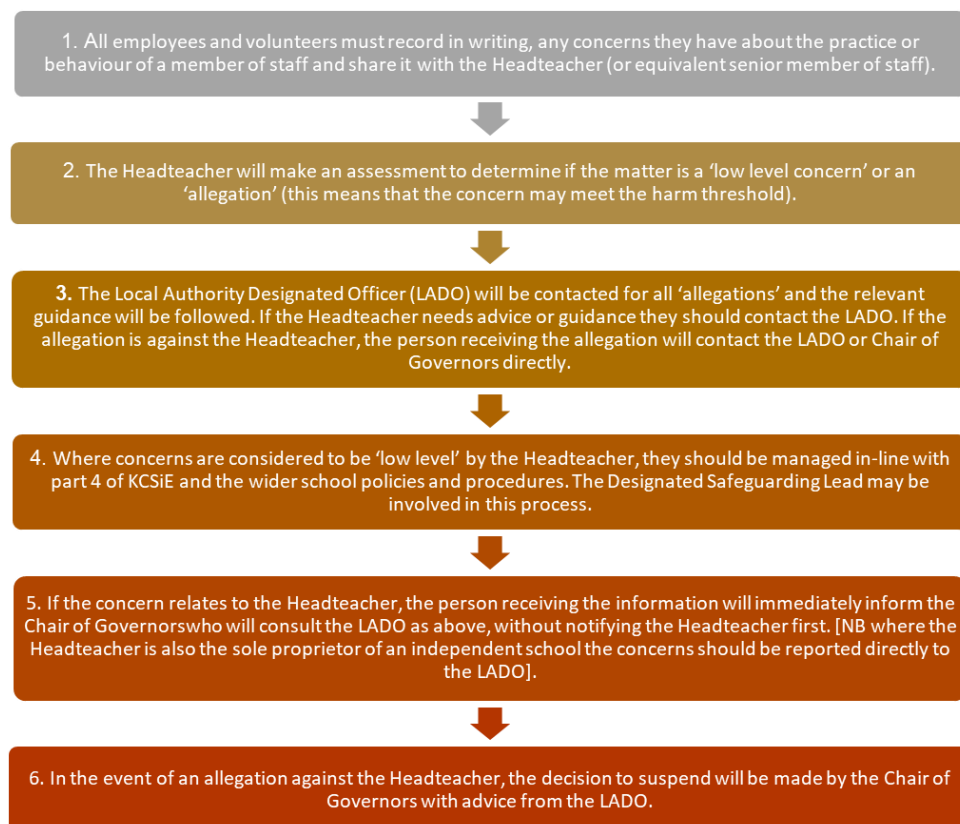 1. All employees and volunteers must record in writing, any concerns they have about the practice or
behaviour of a member of staff and share it with the Headteacher (or equivalent senior member of staff).
2. The Headteacher will make an assessment to determine if the matter is a ‘low level concern’ or an
‘allegation’ (this means that the concern may meet the harm threshold).
3. The Local Authority Designated Officer (LADO) will be contacted for all ‘allegations’ and the relevant
guidance will be followed. If the Headteacher needs advice or guidance they should contact the LADO. If the
allegation is against the Headteacher, the person receiving the allegation will contact the LADO or Chair of
Governors directly.
4. Where concerns are considered to be ‘low level’ by the Headteacher, they should be managed in-line with
part 4 of KCSiE and the wider school policies and procedures. The Designated Safeguarding Lead may be
involved in this process.
5. If the concern relates to the Headteacher, the person receiving the information will immediately inform the
Chair of Governorswho will consult the LADO as above, without notifying the Headteacher first. [NB where the
Headteacher is also the sole proprietor of an independent school the concerns should be reported directly to
the LADO].
6. In the event of an allegation against the Headteacher, the decision to suspend will be made by the Chair of
Governors with advice from the LADO.